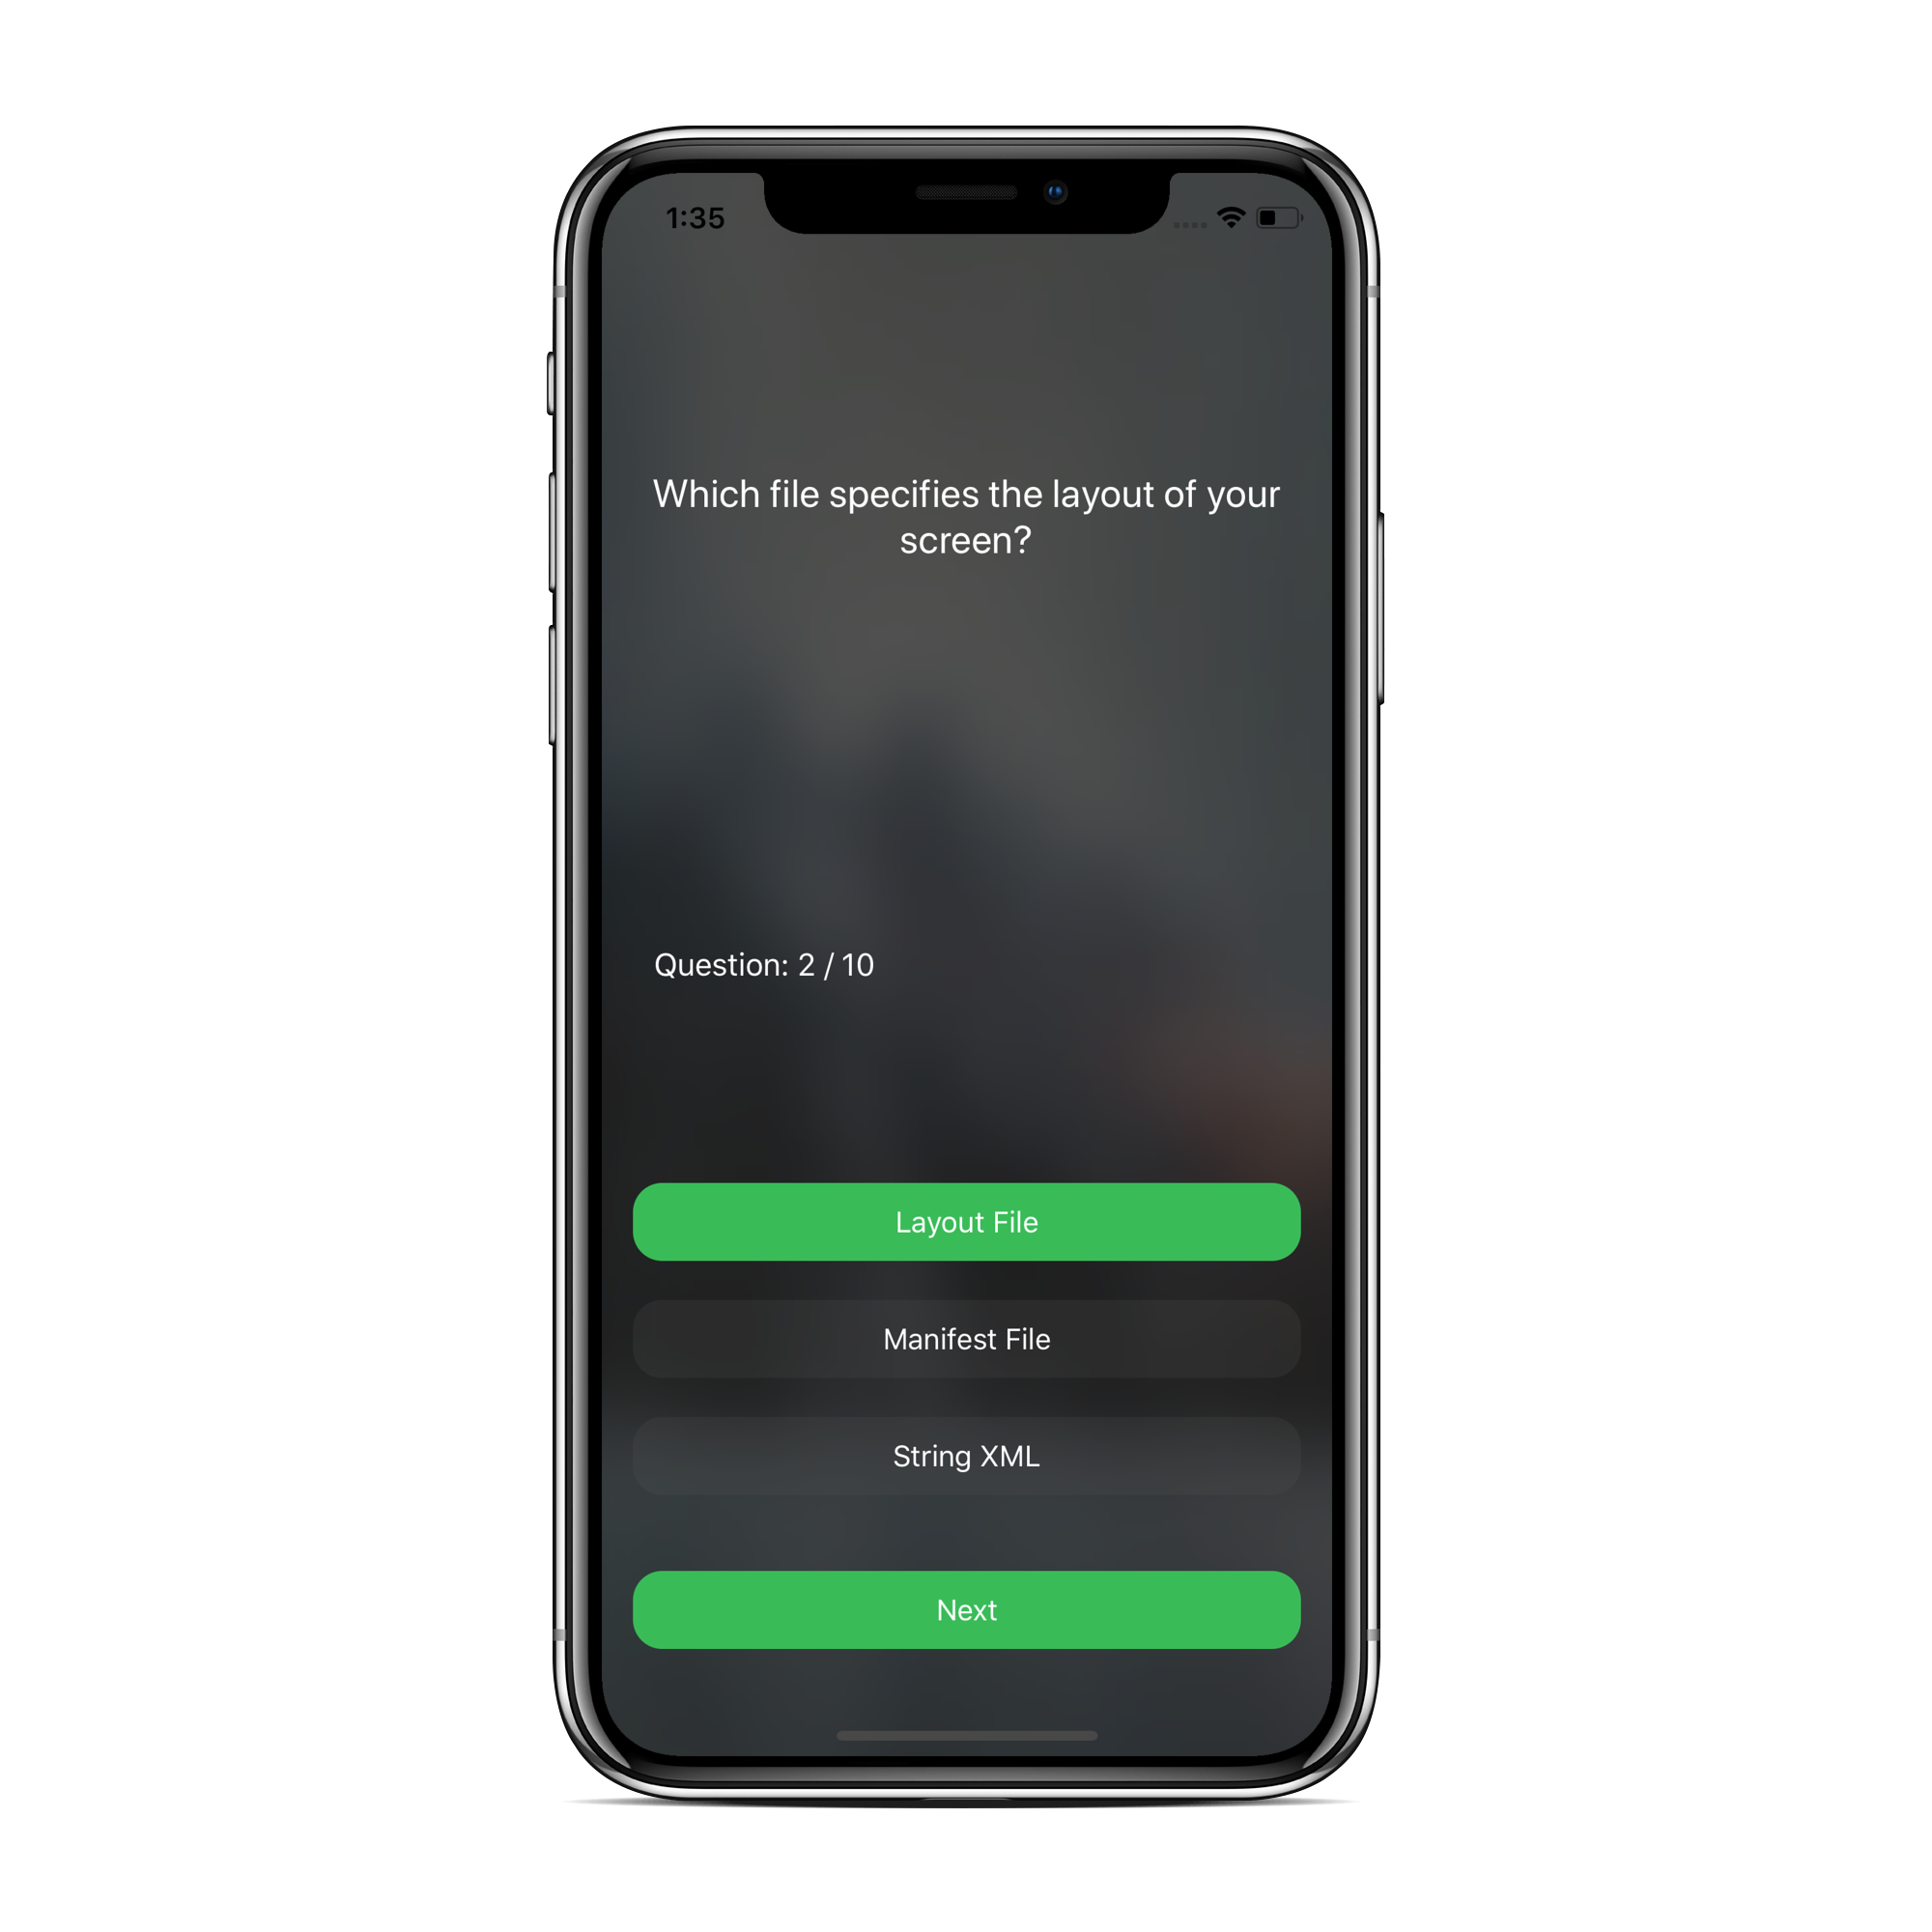 1:35
Which file specifies the layout of your
screen?
Question: 2 / 10
Layout File
Manifest File
String XML
Next